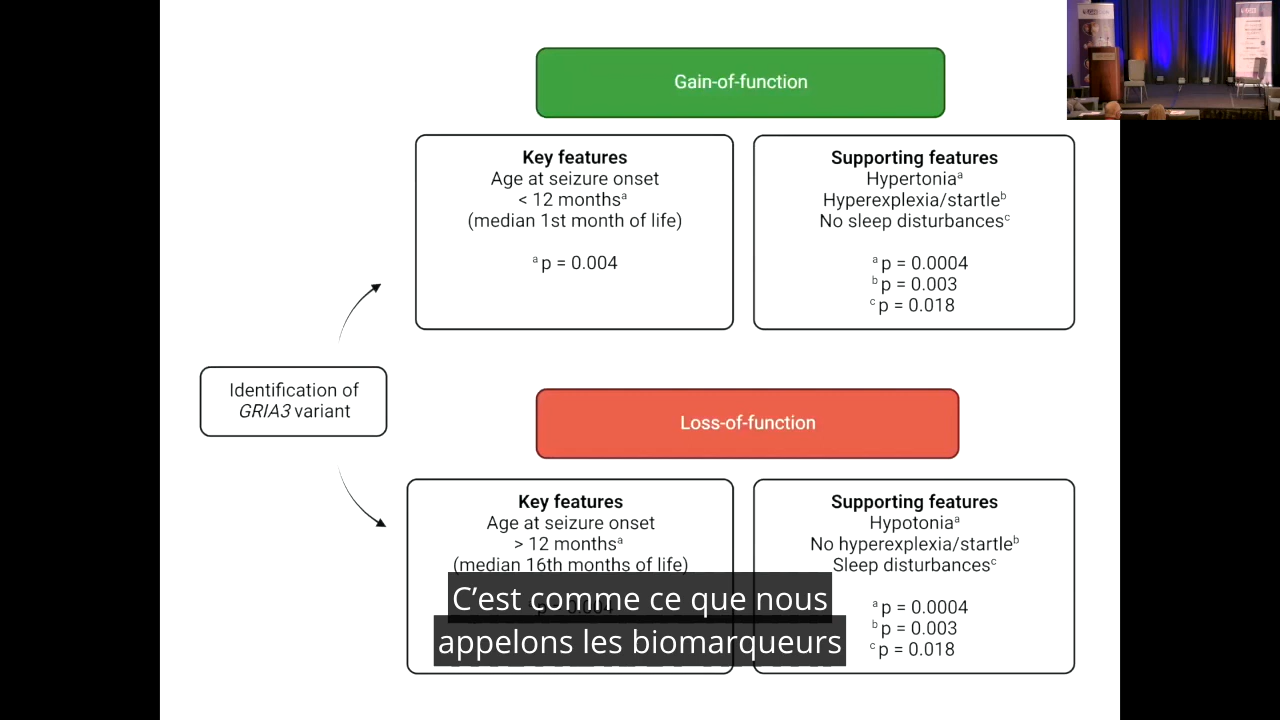 Gain-of-function
Key features
Age at seizure onset
< 12 monthsᵃ
(median 1st month of life)
ᵃ p = 0.004
Supporting features
Hypertoniaᵃ
Hyperexplexia/startleᵇ
No sleep disturbancesᶜ
ᵃ p = 0.0004
ᵇ p = 0.003
ᶜ p = 0.018
Identification of
GRIA3 variant
Loss-of-function
Key features
Age at seizure onset
> 12 monthsᵃ
(median 16th months of life)
Supporting features
Hypotoniaᵃ
No hyperexplexia/startleᵇ
Sleep disturbancesᶜ
ᵃ p = 0.0004
ᵇ p = 0.003
ᶜ p = 0.018
C’est comme ce que nous
appelons les biomarqueurs